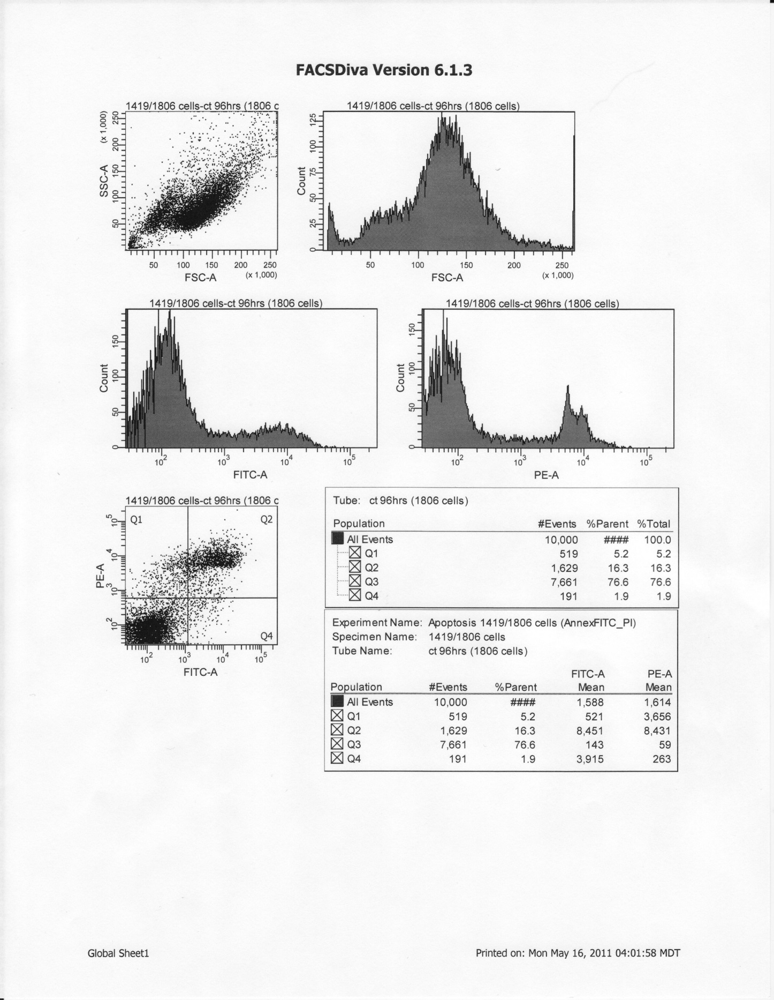 FACSDiva Version 6.1.3
1419/1806 cells-ct 96hrs (1806 c
SSC-A
(x 1,000)
50 100 150 200 250
50 100 150 200 250
FSC-A
(x 1,000)
1419/1806 cells-ct 96hrs (1806 cells)
Count
0 25 50 75 100 125
50 100 150 200 250
FSC-A
(x 1,000)
1419/1806 cells-ct 96hrs (1806 cells)
Count
0 50 100 150
10^2 10^3 10^4 10^5
FITC-A
1419/1806 cells-ct 96hrs (1806 cells)
Count
0 50 100 150
10^2 10^3 10^4 10^5
PE-A
1419/1806 cells-ct 96hrs (1806 c
Q1 Q2
Q3
Q4
PE-A
10^2 10^3 10^4 10^5
10^2 10^3 10^4 10^5
FITC-A
Tube: ct 96hrs (1806 cells)
Population #Events %Parent %Total
All Events 10,000 #### 100.0
Q1 519 5.2 5.2
Q2 1,629 16.3 16.3
Q3 7,661 76.6 76.6
Q4 191 1.9 1.9
Experiment Name: Apoptosis 1419/1806 cells (AnnexFITC_PI)
Specimen Name: 1419/1806 cells
Tube Name: ct 96hrs (1806 cells)
FITC-A PE-A
Population #Events %Parent Mean Mean
All Events 10,000 #### 1,588 1,614
Q1 519 5.2 521 3,656
Q2 1,629 16.3 8,451 8,431
Q3 7,661 76.6 143 59
Q4 191 1.9 3,915 263
Global Sheet1
Printed on: Mon May 16, 2011 04:01:58 MDT